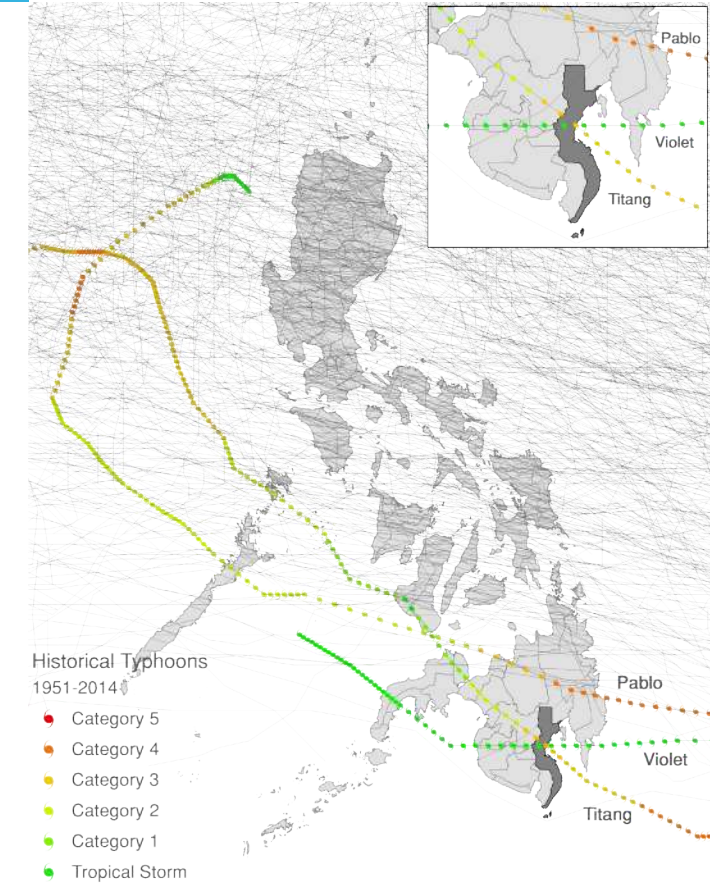 Pablo
Violet
Titang
Historical Typhoons
1951-2014
Category 5
Category 4
Category 3
Category 2
Category 1
Tropical Storm
Pablo
Violet
Titang